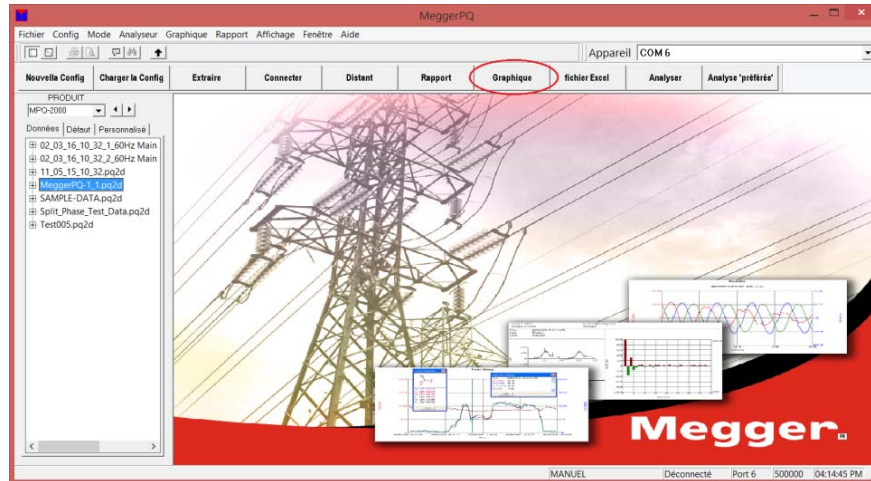 MeggerPQ
Fichier Config Mode Analyseur Graphique Rapport Affichage Fenêtre Aide
Appareil COM 6
Nouvella Config Charger la Config Extraire Connecter Distant Rapport Graphique fichier Excel Analyser Analyse 'préférée'
PRODUIT
MPQ-2000
Données Défaut Personnalisé
02_03_16_10_32_1_60Hz Main
02_03_16_10_32_2_60Hz Main
11_05_15_10_32.pq2d
MeggerPQ-1_1.pq2d
SAMPLE-DATA.pq2d
Split_Phase_Test_Data.pq2d
Test005.pq2d
Megger.
MANUEL Déconnecté Port 6 500000 04:14:45 PM